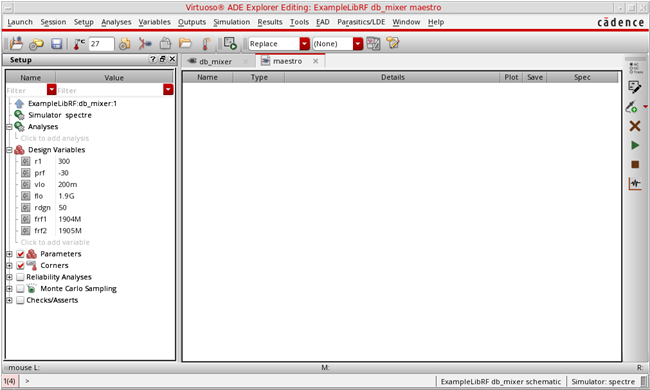 Virtuoso® ADE Explorer Editing: ExampleLibRF db_mixer maestro
Launch Session Setup Analyses Variables Outputs Simulation Results Tools EAD Parasitics/LDE Window Help
cādence
27
Replace
(None)
Setup
db_mixer
maestro
Name Value
Filter Filter
Name Type Details Plot Save Spec
ExampleLibRF:db_mixer:1
Simulator spectre
Analyses
Click to add analysis
Design Variables
r1 300
prf -30
vlo 200m
flo 1.9G
rdgn 50
frf1 1904M
frf2 1905M
Click to add variable
Parameters
Corners
Reliability Analyses
Monte Carlo Sampling
Checks/Asserts
AC
DC
Trans
mouse L: M: R:
1(4) >
ExampleLibRF db_mixer schematic
Simulator: spectre